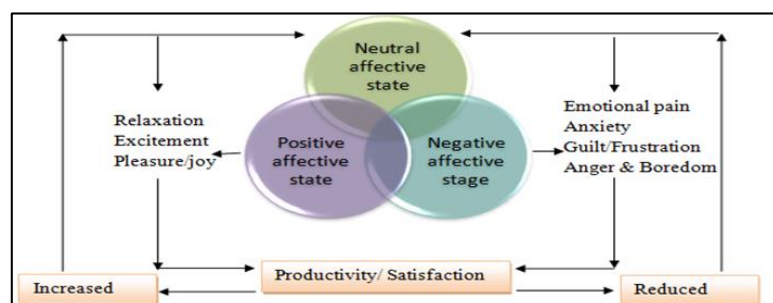 Neutral
affective
state
Relaxation
Excitement
Pleasure/joy
Positive
affective
state
Negative
affective
stage
Emotional pain
Anxiety
Guilt/Frustration
Anger & Boredom
Increased
Productivity/ Satisfaction
Reduced